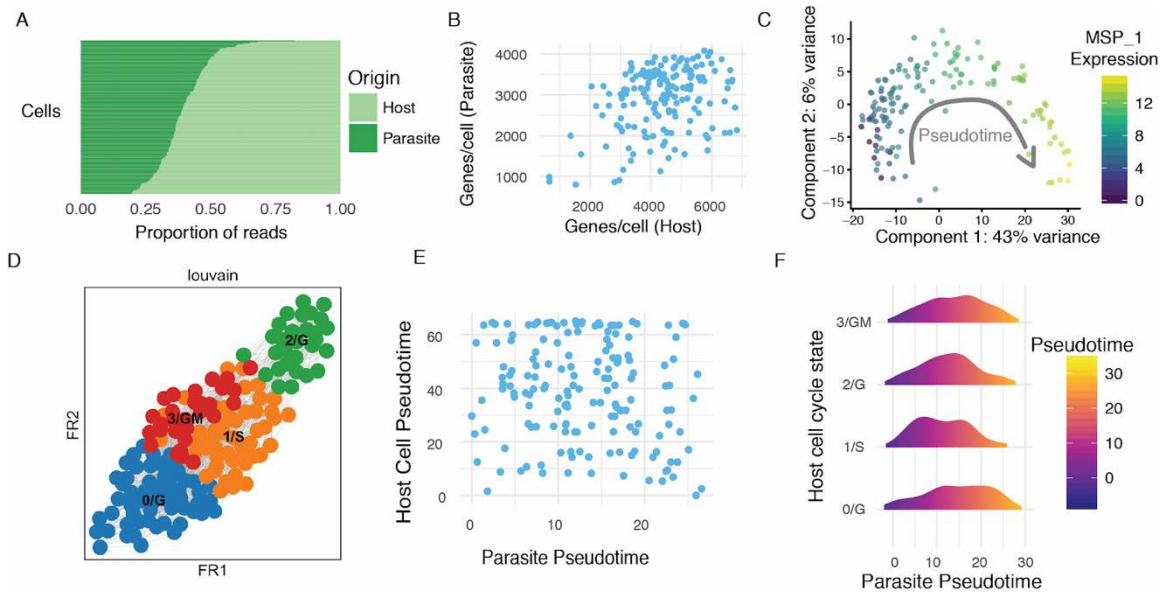 A
Cells
0.00 0.25 0.50 0.75 1.00
Proportion of reads
Origin
Host
Parasite
B
Genes/cell (Parasite)
4000
3000
2000
1000
2000 4000 6000
Genes/cell (Host)
C
Component 2: 6% variance
10
5
0
−5
−10
−15
−20 −10 0 10 20 30
Component 1: 43% variance
Pseudotime
MSP_1
Expression
12
8
4
0
D
louvain
2/G
3/GM
1/S
0/G
FR2
FR1
E
Host Cell Pseudotime
60
40
20
0
0 10 20
Parasite Pseudotime
F
Host cell cycle state
3/GM
2/G
1/S
0/G
0 10 20 30
Parasite Pseudotime
Pseudotime
30
20
10
0